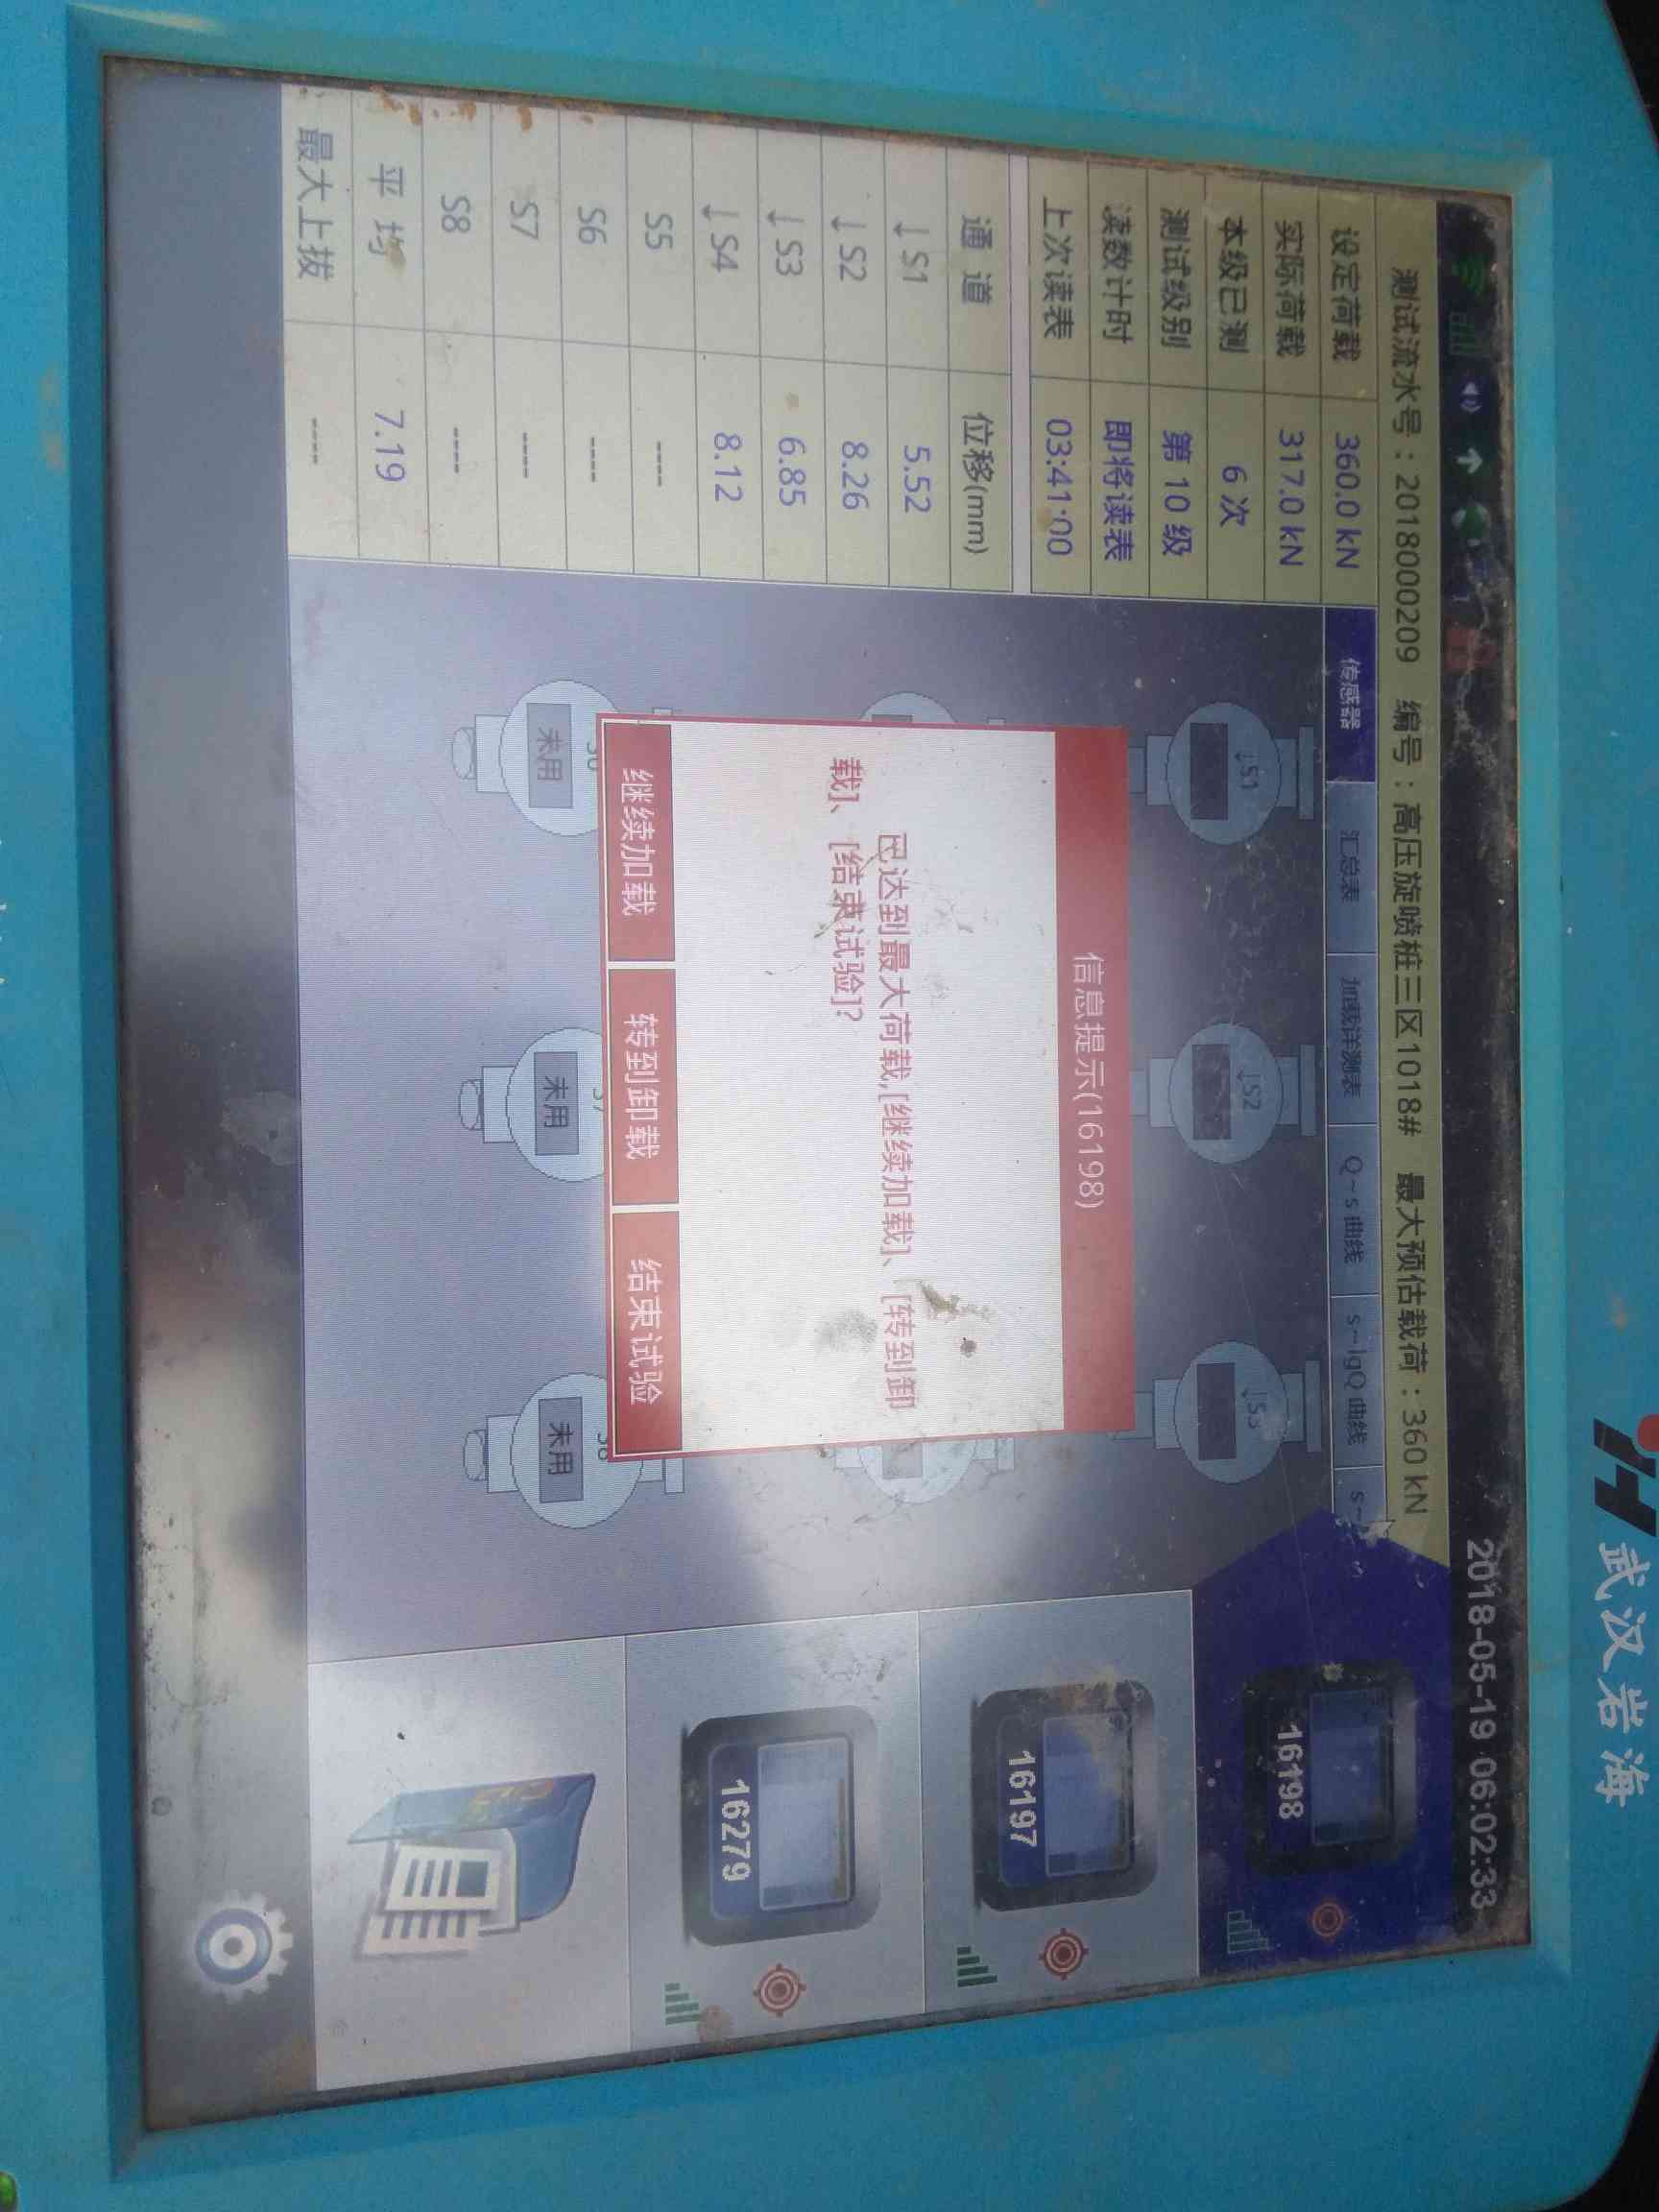 武汉岩海
2018-05-19 06:02:33
测试流水号：2018000209 编号：高压旋喷桩三区1018# 最大预估载荷：360 kN
设定荷载 360.0 kN
实际荷载 317.0 kN
本级已测 6 次
测试级别 第 10 级
读数计时 即将读表
上次读表 03:41:00
通 道 位移(mm)
↓S1 5.52
↓S2 8.26
↓S3 6.85
↓S4 8.12
S5 ----
S6 ----
S7 ----
S8 ----
平 均 7.19
最大上拔 ----
传感器 汇总表 加载详测表 Q~s 曲线 s~lgQ 曲线 s~
↓S1 ↓S2 ↓S3
信息提示(16198)
已达到最大荷载,[继续加载]、[转到卸
载]、[结束试验]?
继续加载 转到卸载 结束试验
未用 未用 未用
16198
16197
16279